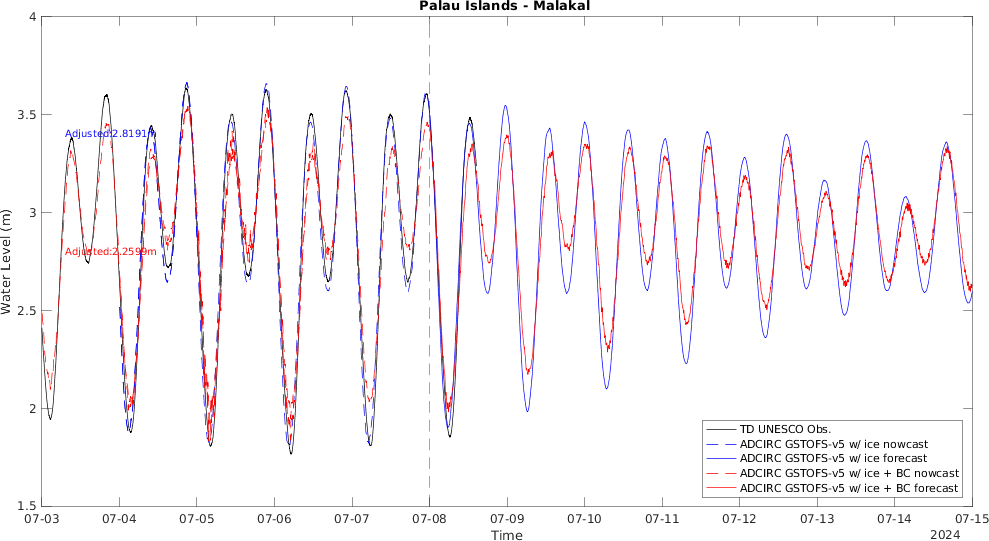 Palau Islands - Malakal
4
3.5
3
2.5
2
1.5
Water Level (m)
Adjusted:2.8191m
Adjusted:2.2599m
TD UNESCO Obs.
ADCIRC GSTOFS-v5 w/ ice nowcast
ADCIRC GSTOFS-v5 w/ ice forecast
ADCIRC GSTOFS-v5 w/ ice + BC nowcast
ADCIRC GSTOFS-v5 w/ ice + BC forecast
07-03 07-04 07-05 07-06 07-07 07-08 07-09 07-10 07-11 07-12 07-13 07-14 07-15
Time
2024